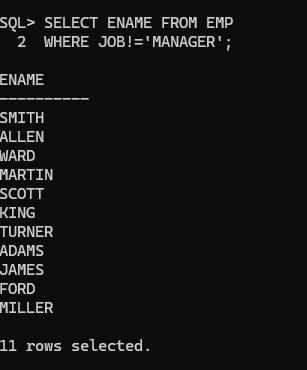 SQL> SELECT ENAME FROM EMP
  2  WHERE JOB!='MANAGER';
ENAME
----------
SMITH
ALLEN
WARD
MARTIN
SCOTT
KING
TURNER
ADAMS
JAMES
FORD
MILLER
11 rows selected.